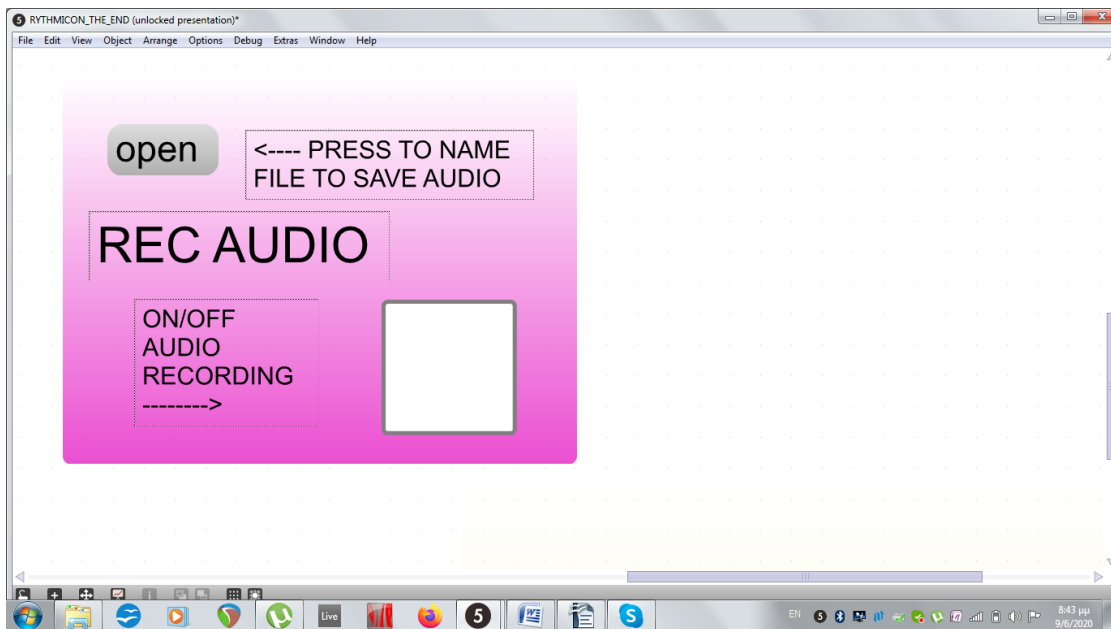 RYTHMICON_THE_END (unlocked presentation)*
File Edit View Object Arrange Options Debug Extras Window Help
open
<---- PRESS TO NAME
FILE TO SAVE AUDIO
REC AUDIO
ON/OFF
AUDIO
RECORDING
-------->
Live
EN
8:43 μμ
9/6/2020